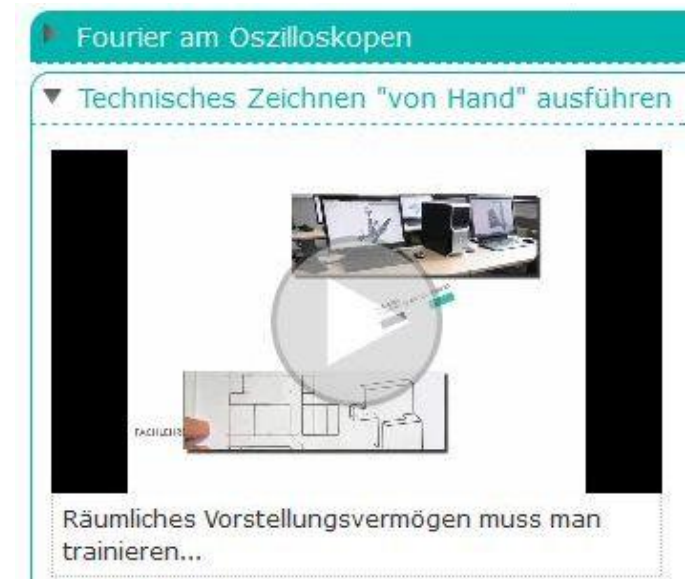 Fourier am Oszilloskopen
Technisches Zeichnen "von Hand" ausführen
Räumliches Vorstellungsvermögen muss man
trainieren...